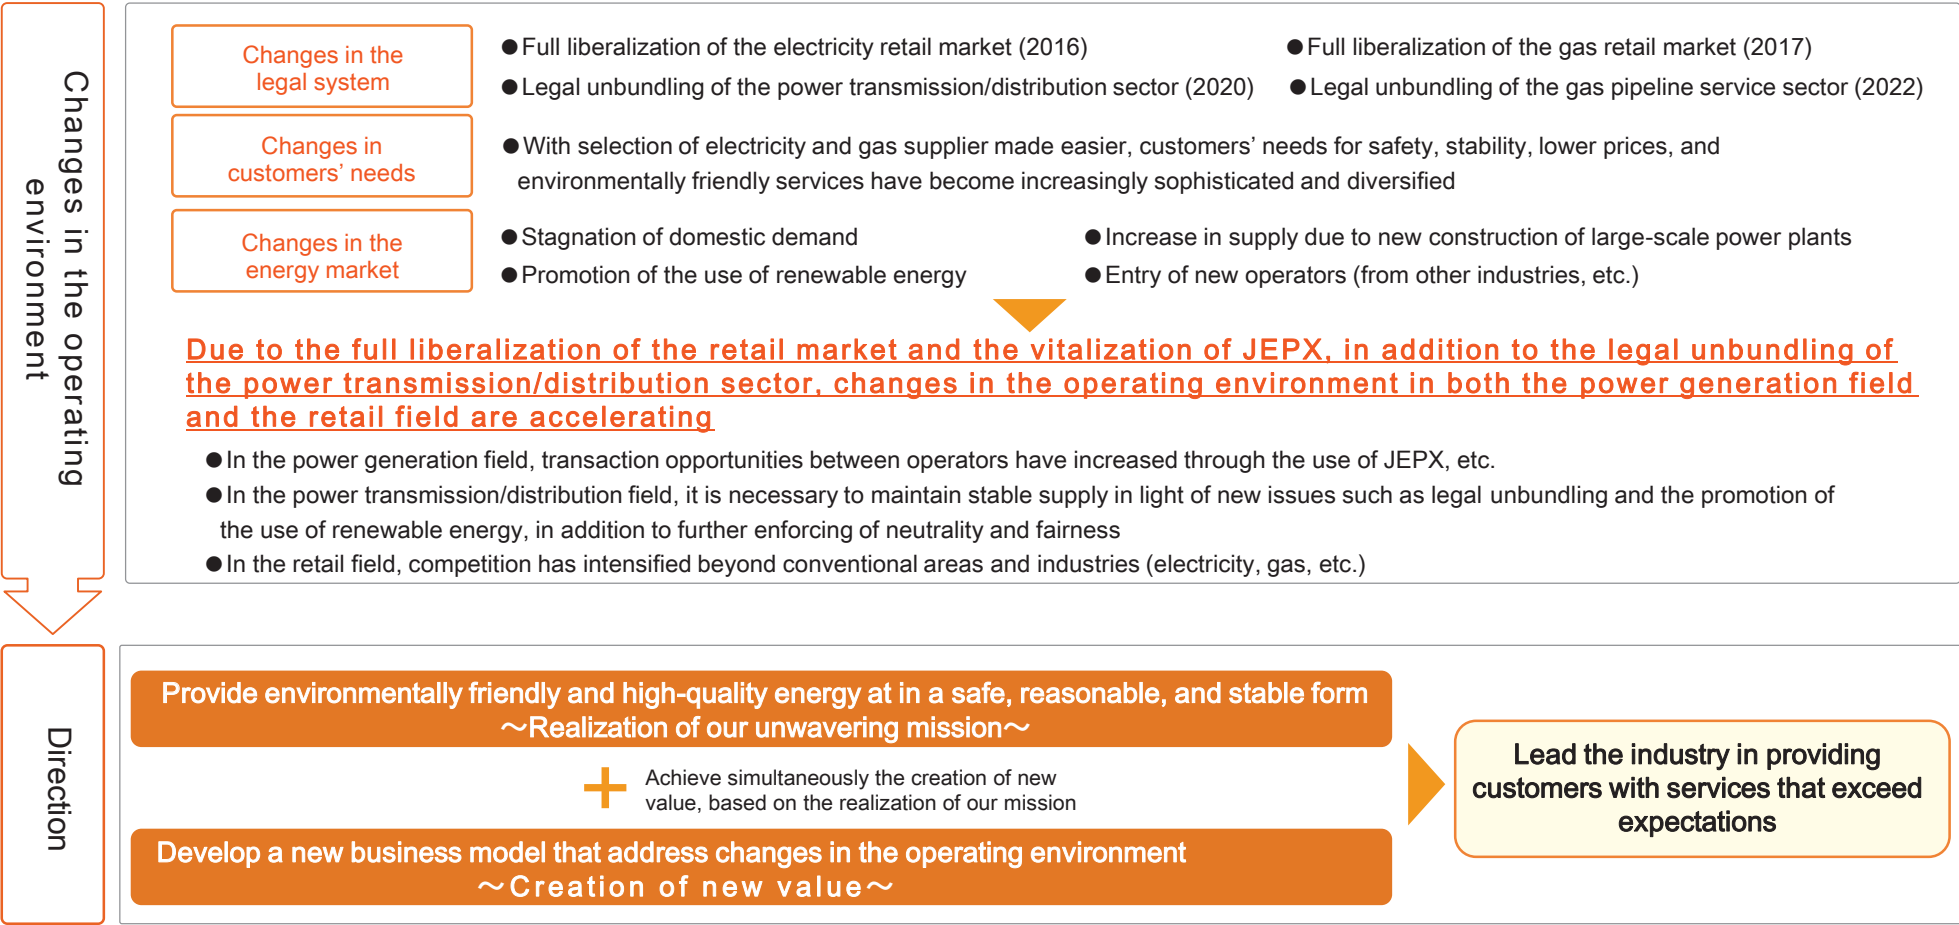 Changes in the operating
environment
Changes in the
legal system
●Full liberalization of the electricity retail market (2016)
●Full liberalization of the gas retail market (2017)
●Legal unbundling of the power transmission/distribution sector (2020)
●Legal unbundling of the gas pipeline service sector (2022)
Changes in
customers’ needs
●With selection of electricity and gas supplier made easier, customers’ needs for safety, stability, lower prices, and
environmentally friendly services have become increasingly sophisticated and diversified
Changes in the
energy market
●Stagnation of domestic demand
●Increase in supply due to new construction of large-scale power plants
●Promotion of the use of renewable energy
●Entry of new operators (from other industries, etc.)
Due to the full liberalization of the retail market and the vitalization of JEPX, in addition to the legal unbundling of
the power transmission/distribution sector, changes in the operating environment in both the power generation field
and the retail field are accelerating
●In the power generation field, transaction opportunities between operators have increased through the use of JEPX, etc.
●In the power transmission/distribution field, it is necessary to maintain stable supply in light of new issues such as legal unbundling and the promotion of
the use of renewable energy, in addition to further enforcing of neutrality and fairness
●In the retail field, competition has intensified beyond conventional areas and industries (electricity, gas, etc.)
Direction
Provide environmentally friendly and high-quality energy at in a safe, reasonable, and stable form
～Realization of our unwavering mission～
+
Achieve simultaneously the creation of new
value, based on the realization of our mission
Develop a new business model that address changes in the operating environment
～Creation of new value～
Lead the industry in providing
customers with services that exceed
expectations